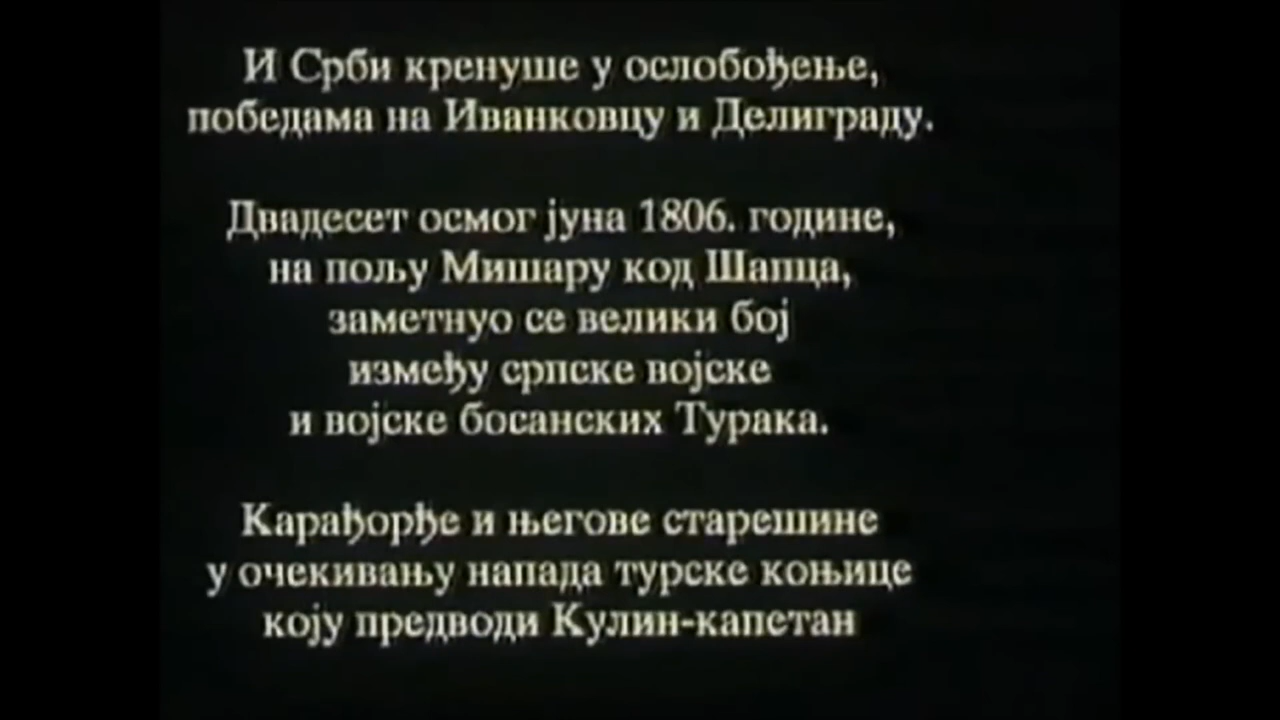 И Срби кренуше у ослобођење,
победама на Иванковцу и Делиграду.
Двадесет осмог јуна 1806. године,
на пољу Мишару код Шапца,
заметнуо се велики бој
између српске војске
и војске босанских Турака.
Карађорђе и његове старешине
у очекивању напада турске коњице
коју предводи Кулин-капетан